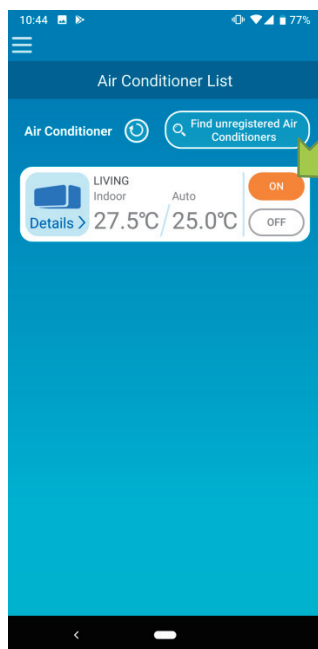 10:44 77%
Air Conditioner List
Air Conditioner
Find unregistered Air
Conditioners
LIVING
Indoor Auto
ON
Details > 27.5℃ 25.0℃
OFF